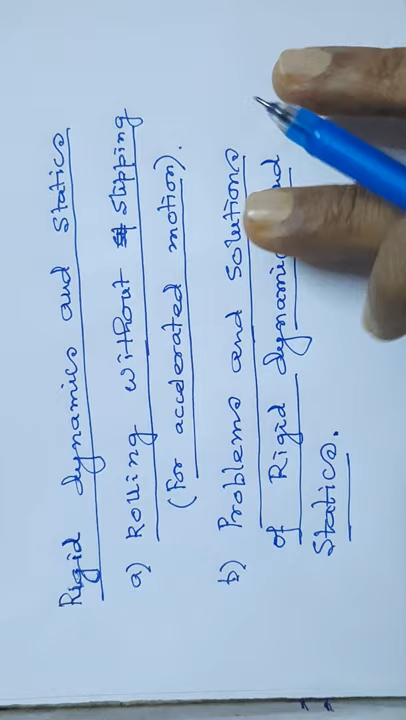 Rigid dynamics and statics
a) Rolling without Slipping
(For accelerated motion).
b) Problems and solutions
of Rigid dynamics and
Statics.